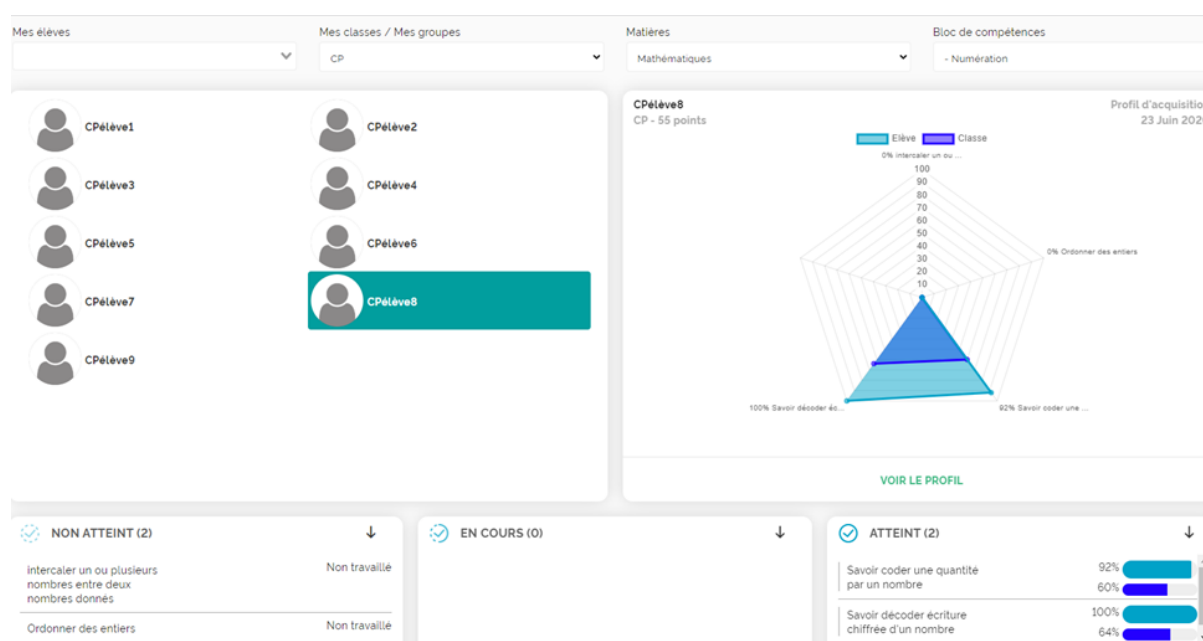 Mes élèves
Mes classes / Mes groupes
Matières
Bloc de compétences
CP
Mathématiques
- Numération
CPélève1
CPélève2
CPélève3
CPélève4
CPélève5
CPélève6
CPélève7
CPélève8
CPélève9
CPélève8
CP - 55 points
Profil d'acquisitio
23 Juin 202
Elève
Classe
0% intercaler un ou ...
100
90
80
70
60
50
40
30
20
10
0% Ordonner des entiers
100% Savoir décoder éc...
92% Savoir coder une ...
VOIR LE PROFIL
NON ATTEINT (2)
intercaler un ou plusieurs
nombres entre deux
nombres donnés
Non travaillé
Ordonner des entiers
Non travaillé
EN COURS (0)
ATTEINT (2)
Savoir coder une quantité
par un nombre
92%
60%
Savoir décoder écriture
chiffrée d'un nombre
100%
64%